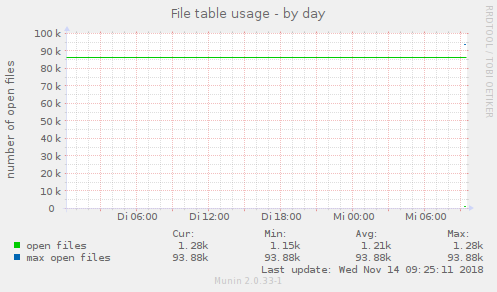 File table usage - by day
RRDTOOL / TOBI OETIKER
number of open files
100 k
90 k
80 k
70 k
60 k
50 k
40 k
30 k
20 k
10 k
0
Di 06:00 Di 12:00 Di 18:00 Mi 00:00 Mi 06:00
Cur: Min: Avg: Max:
open files 1.28k 1.15k 1.21k 1.28k
max open files 93.88k 93.88k 93.88k 93.88k
Last update: Wed Nov 14 09:25:11 2018
Munin 2.0.33-1